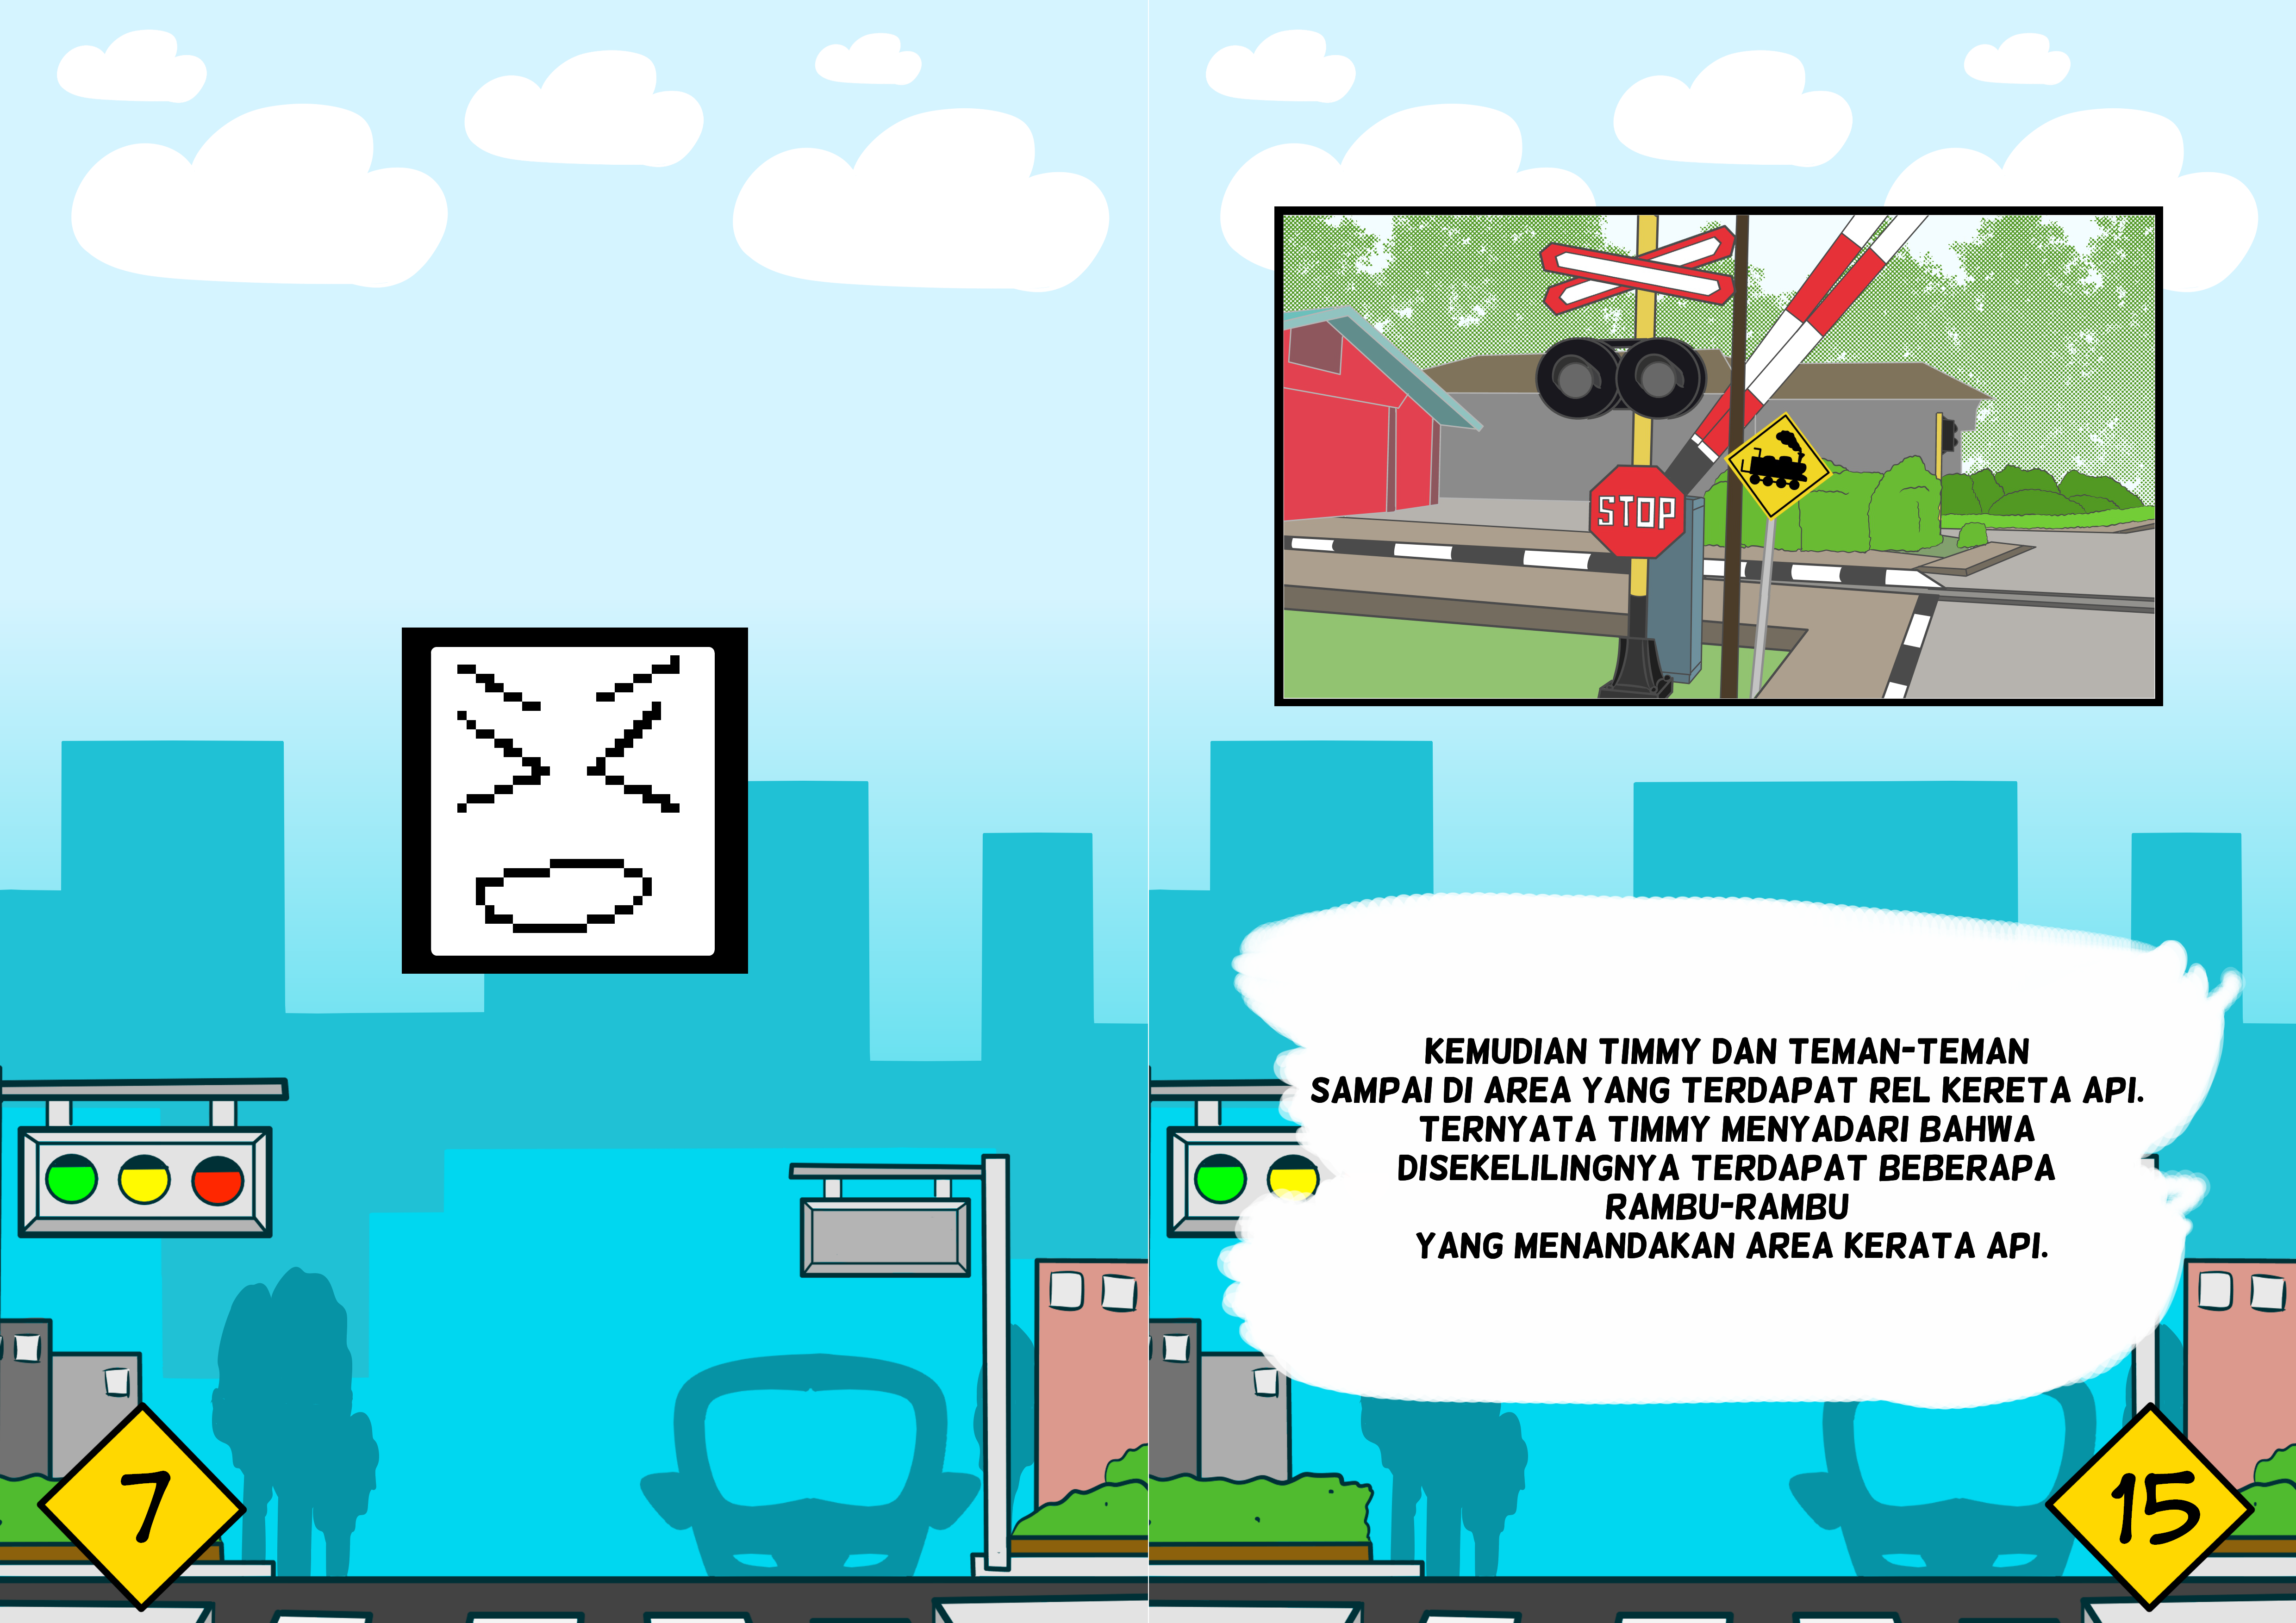 7
STOP
KEMUDIAN TIMMY DAN TEMAN-TEMAN
SAMPAI DI AREA YANG TERDAPAT REL KERETA API.
TERNYATA TIMMY MENYADARI BAHWA
DISEKELILINGNYA TERDAPAT BEBERAPA
RAMBU-RAMBU
YANG MENANDAKAN AREA KERATA API.
15